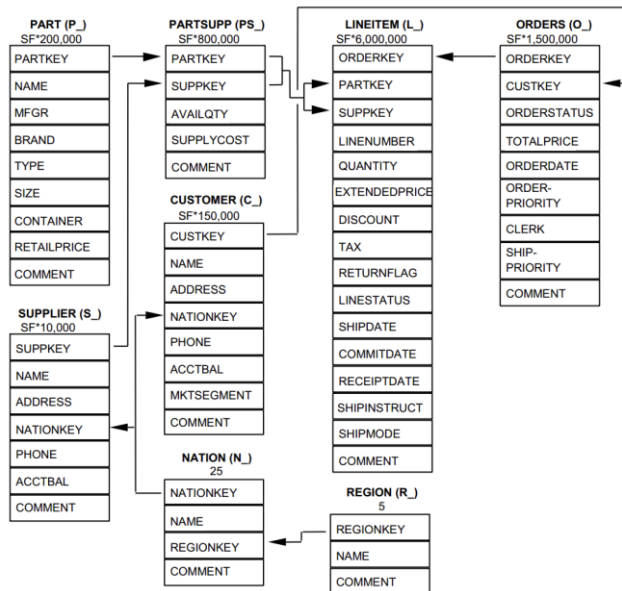 PART (P_)
SF*200,000
PARTKEY
NAME
MFGR
BRAND
TYPE
SIZE
CONTAINER
RETAILPRICE
COMMENT
SUPPLIER (S_)
SF*10,000
SUPPKEY
NAME
ADDRESS
NATIONKEY
PHONE
ACCTBAL
COMMENT
PARTSUPP (PS_)
SF*800,000
PARTKEY
SUPPKEY
AVAILQTY
SUPPLYCOST
COMMENT
CUSTOMER (C_)
SF*150,000
CUSTKEY
NAME
ADDRESS
NATIONKEY
PHONE
ACCTBAL
MKTSEGMENT
COMMENT
NATION (N_)
25
NATIONKEY
NAME
REGIONKEY
COMMENT
LINEITEM (L_)
SF*6,000,000
ORDERKEY
PARTKEY
SUPPKEY
LINENUMBER
QUANTITY
EXTENDEDPRICE
DISCOUNT
TAX
RETURNFLAG
LINESTATUS
SHIPDATE
COMMITDATE
RECEIPTDATE
SHIPINSTRUCT
SHIPMODE
COMMENT
REGION (R_)
5
REGIONKEY
NAME
COMMENT
ORDERS (O_)
SF*1,500,000
ORDERKEY
CUSTKEY
ORDERSTATUS
TOTALPRICE
ORDERDATE
ORDER-
PRIORITY
CLERK
SHIP-
PRIORITY
COMMENT